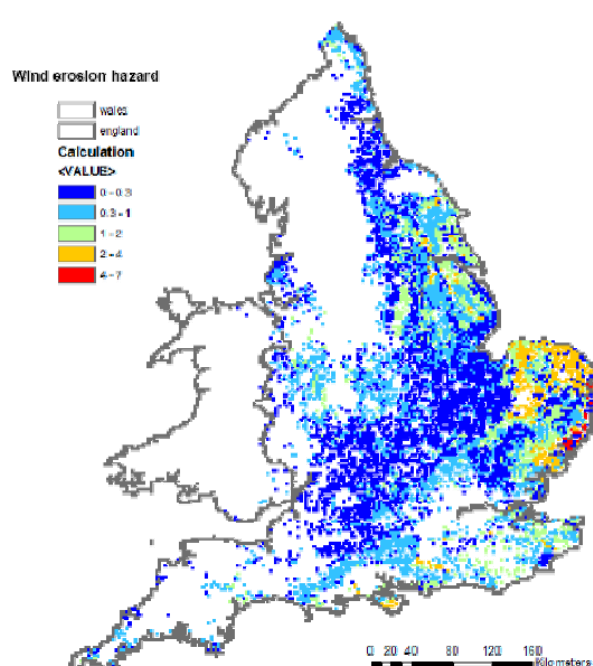 Wind erosion hazard
wales
england
Calculation
<VALUE>
0 - 0.3
0.3 - 1
1 - 2
2 - 4
4 - 7
0 20 40 80 120 160
Kilometers